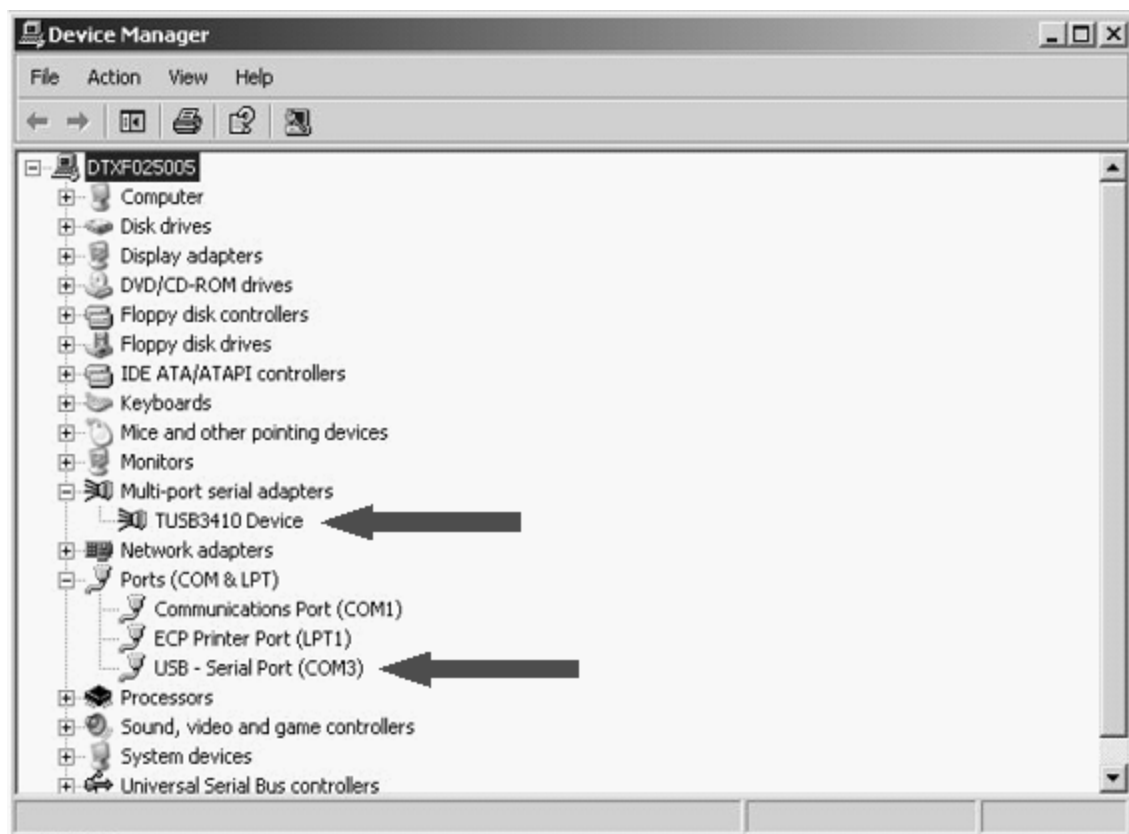 Device Manager
File Action View Help
DTXF025005
Computer
Disk drives
Display adapters
DVD/CD-ROM drives
Floppy disk controllers
Floppy disk drives
IDE ATA/ATAPI controllers
Keyboards
Mice and other pointing devices
Monitors
Multi-port serial adapters
TUSB3410 Device
Network adapters
Ports (COM & LPT)
Communications Port (COM1)
ECP Printer Port (LPT1)
USB - Serial Port (COM3)
Processors
Sound, video and game controllers
System devices
Universal Serial Bus controllers